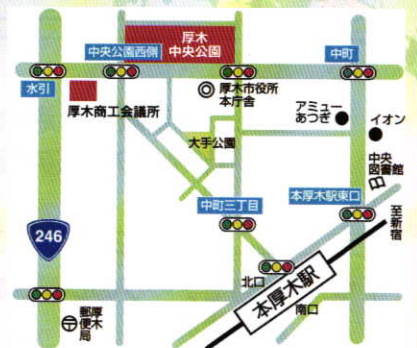 厚木
中央公園
中央公園西側
中町
水引
厚木商工会議所
厚木市役所
本庁舎
アミュー
あつぎ
イオン
大手公園
中央
図書館
本厚木駅東口
至新宿
中町三丁目
246
北口
本厚木駅
南口
厚木
郵便局